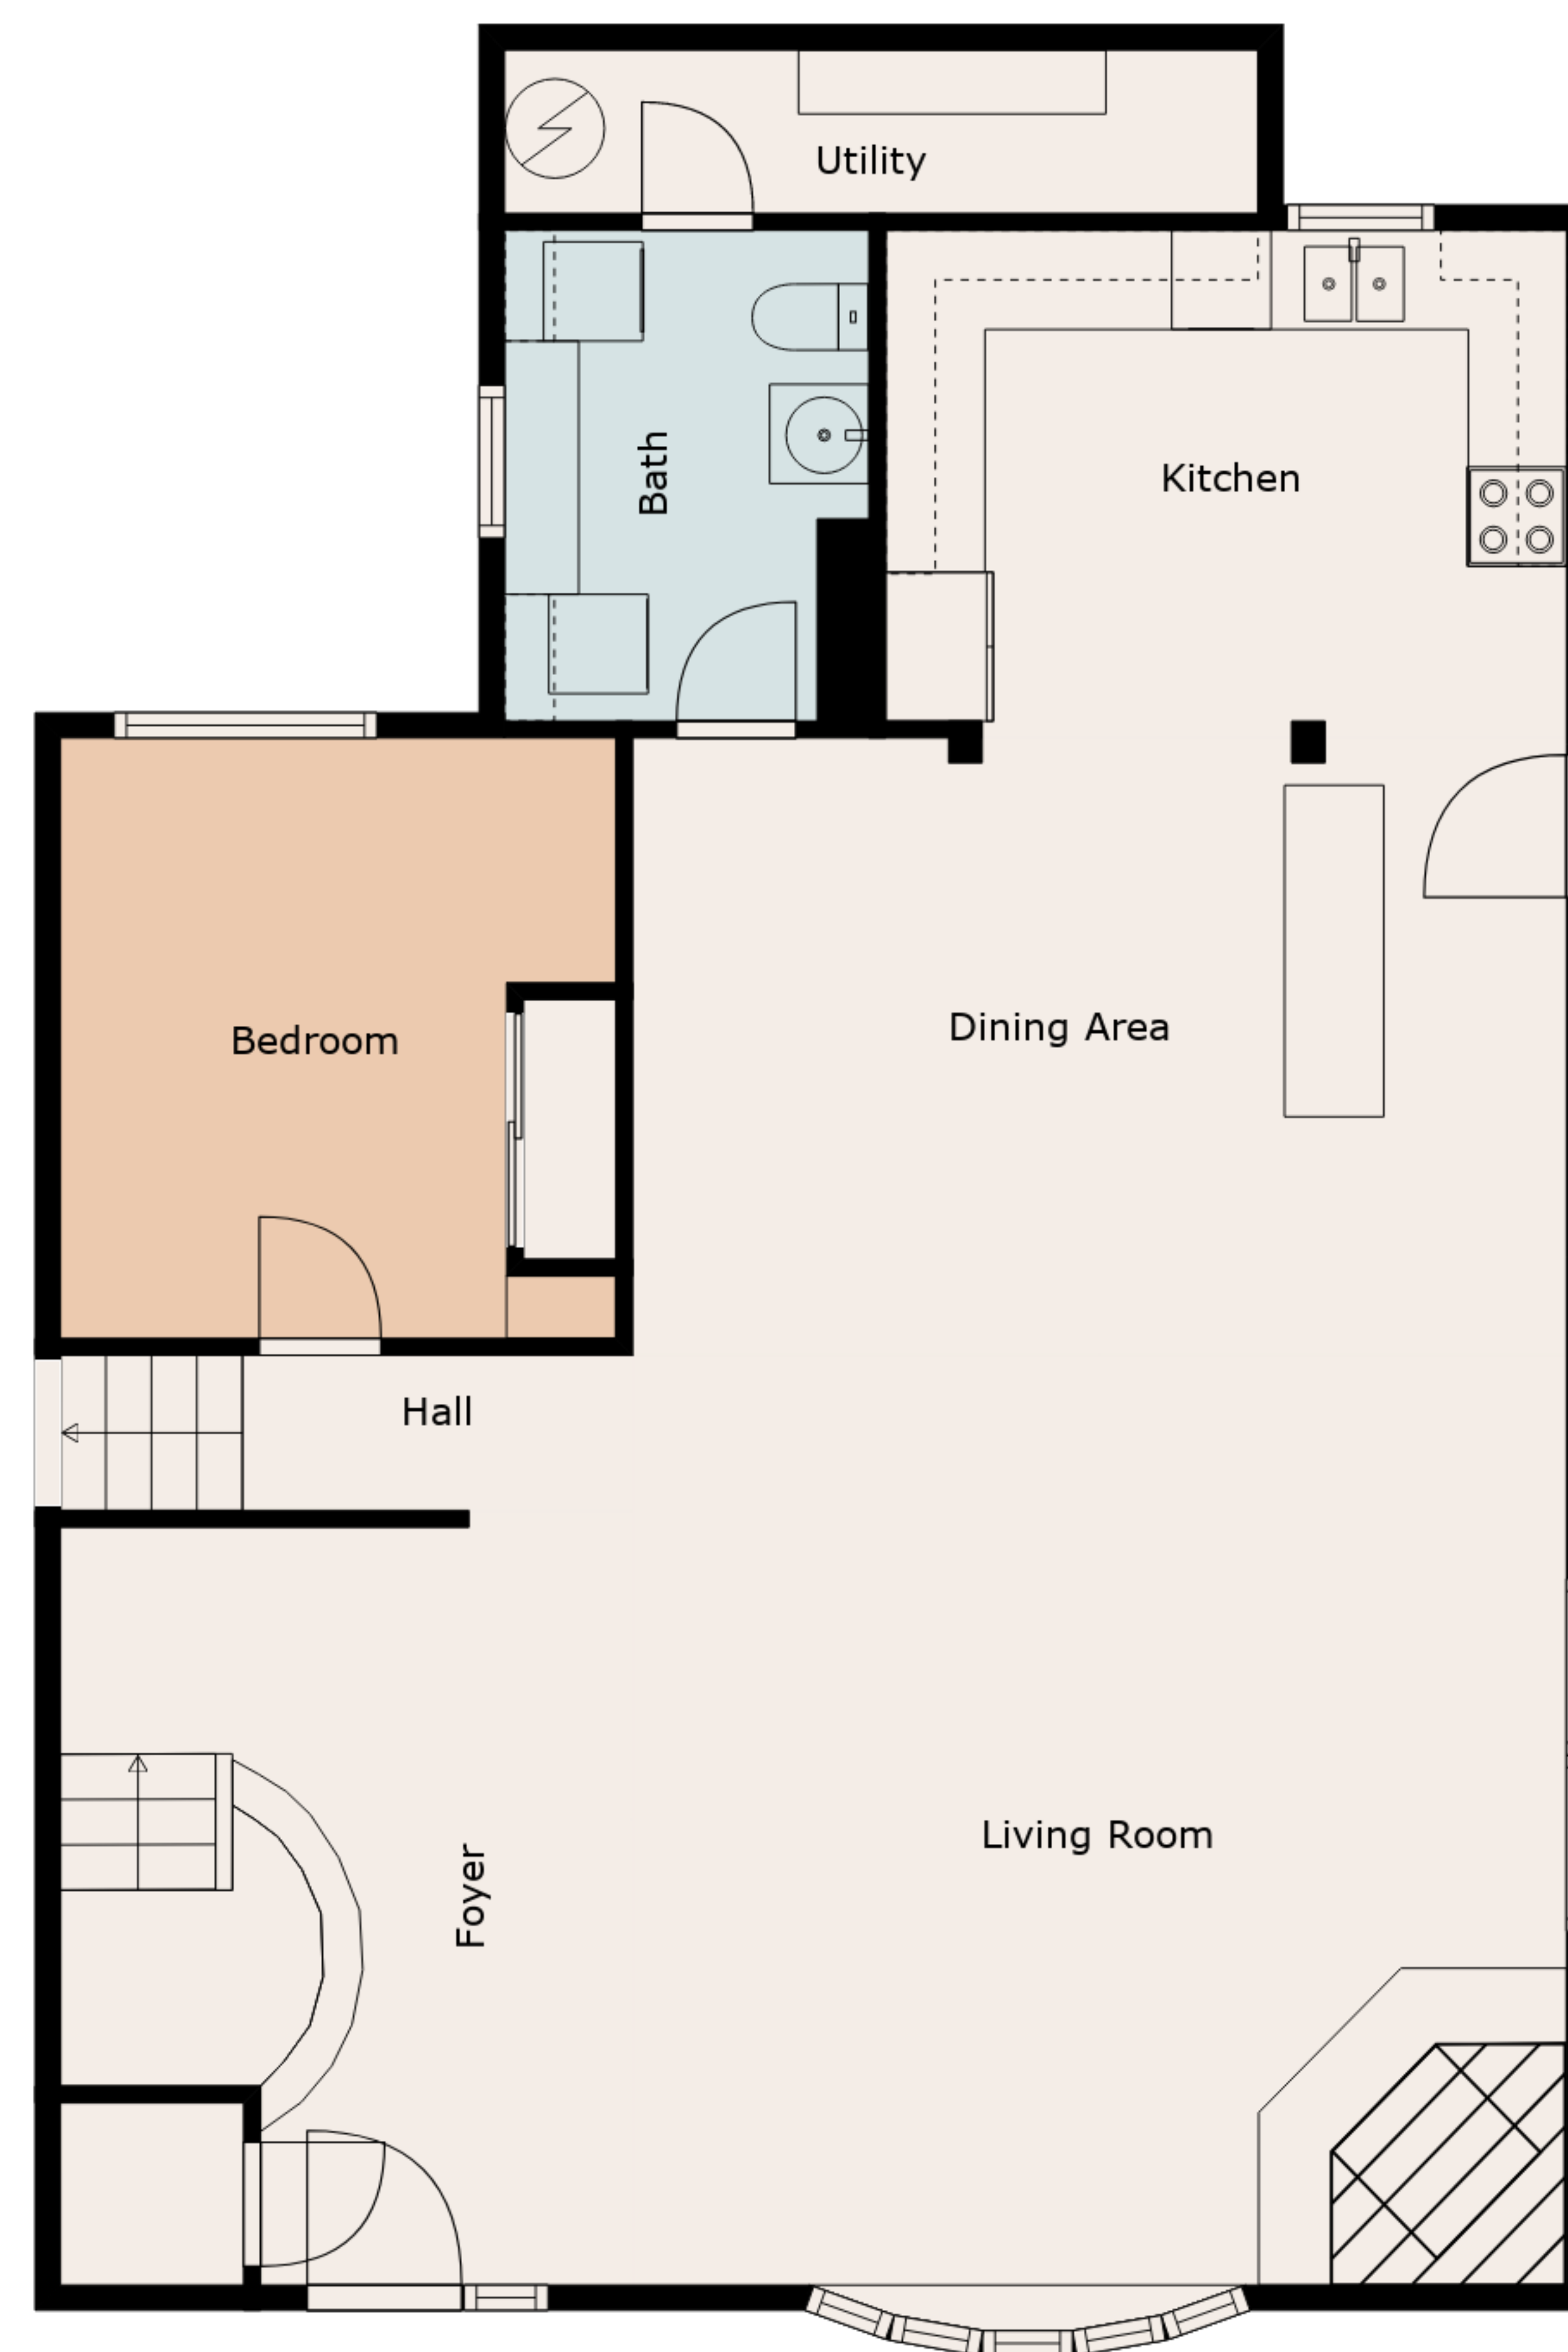 Utility
Bath
Kitchen
Dining Area
Bedroom
Hall
Living Room
Foyer